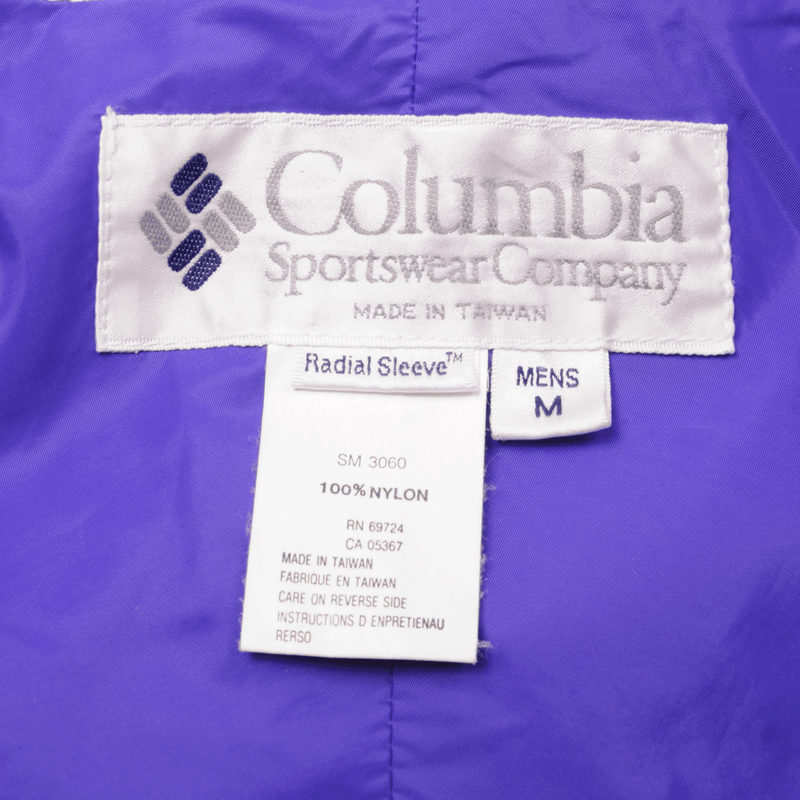 Columbia
Sportswear Company
MADE IN TAIWAN
Radial Sleeve™
MENS
M
SM 3060
100% NYLON
RN 69724
CA 05367
MADE IN TAIWAN
FABRIQUE EN TAIWAN
CARE ON REVERSE SIDE
INSTRUCTIONS D ENPRETIENAU
RERSO